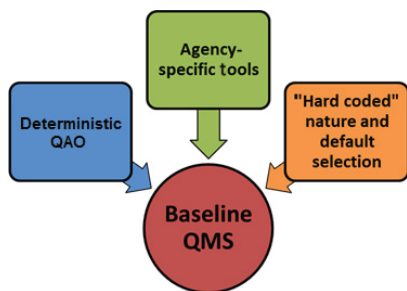 Agency-
specific tools
Deterministic
QAO
"Hard coded"
nature and
default
selection
Baseline
QMS